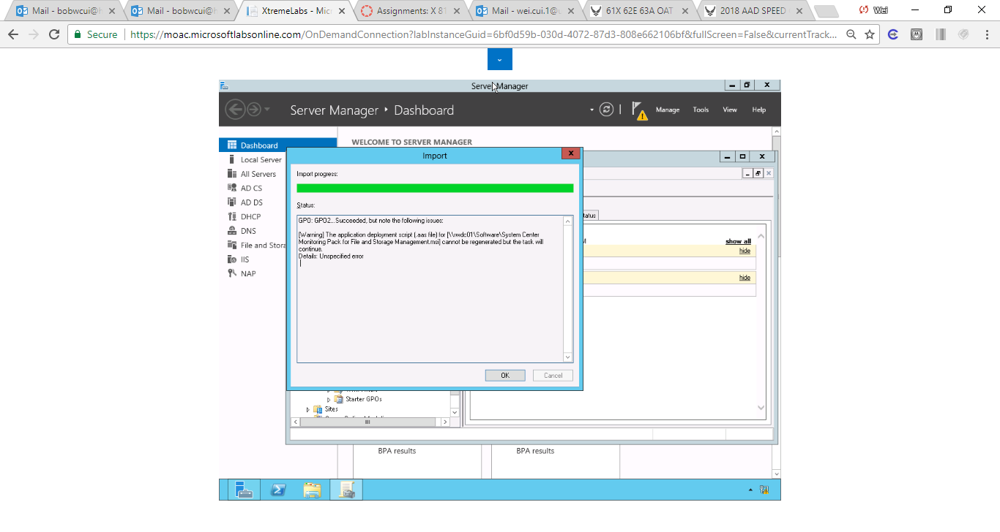 Mail - bobwcui@h
Mail - bobwcui@h
XtremeLabs - Mic
Assignments: X 81
Mail - wei.cui.1@u
61X 62E 63A OAT
2018 AAD SPEED
Wei
Secure
https://moac.microsoftlabsonline.com/OnDemandConnection?labInstanceGuid=6bf0d59b-030d-4072-87d3-808e662106bf&fullScreen=False&currentTrack...
Server Manager
Server Manager ‣ Dashboard
Manage
Tools
View
Help
Dashboard
Local Server
All Servers
AD CS
AD DS
DHCP
DNS
File and Stora
IIS
NAP
WELCOME TO SERVER MANAGER
Import
Import progress:
Status:
GPO: GPO2...Succeeded, but note the following issues:
[Warning] The application deployment script (.aas file) for [\\rwdc01\Software\System Center
Monitoring Pack for File and Storage Management.msi] cannot be regenerated but the task will
continue.
Details: Unspecified error
OK
Cancel
tatus
M
show all
hide
hide
Starter GPOs
Sites
BPA results
BPA results